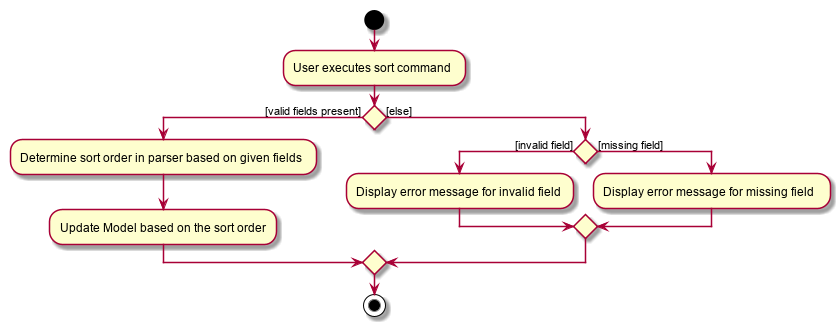 User executes sort command
[valid fields present]
[else]
Determine sort order in parser based on given fields
[invalid field]
[missing field]
Display error message for invalid field
Display error message for missing field
Update Model based on the sort order